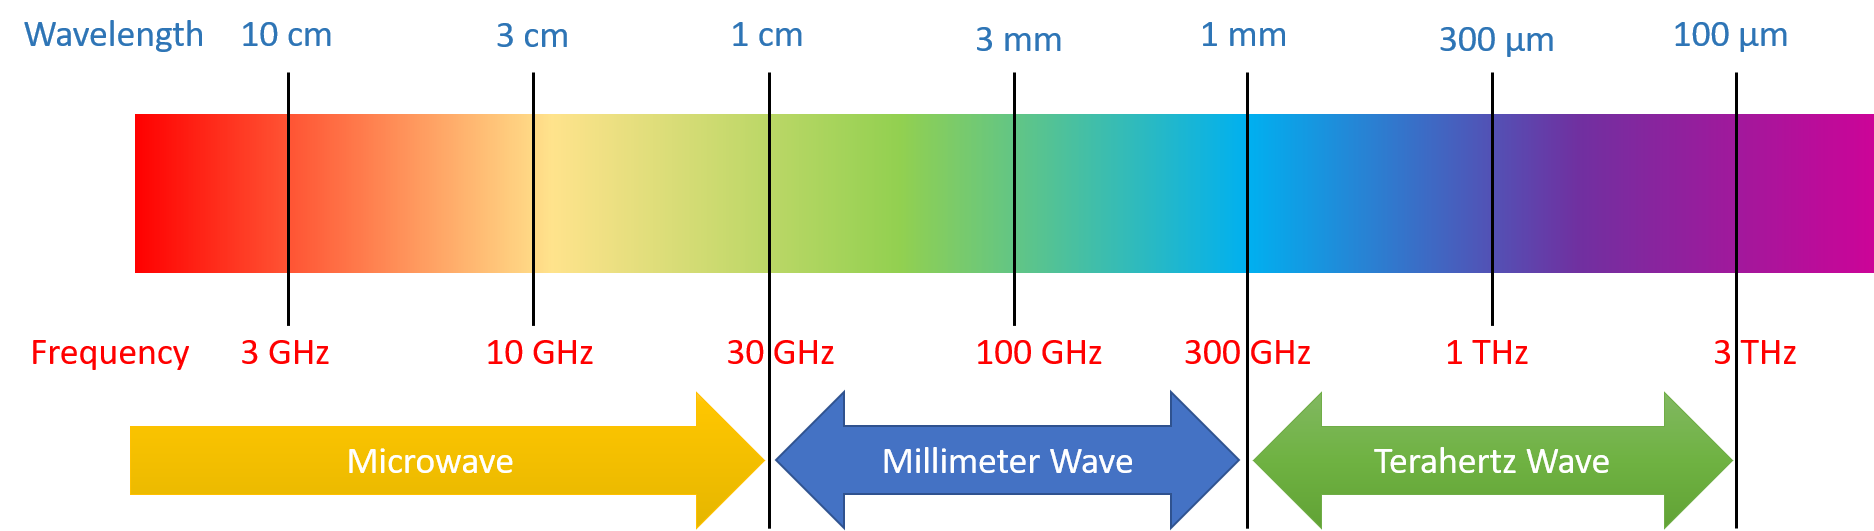 Wavelength 10 cm 3 cm 1 cm 3 mm 1 mm 300 µm 100 µm
Frequency 3 GHz 10 GHz 30 GHz 100 GHz 300 GHz 1 THz 3 THz
Microwave Millimeter Wave Terahertz Wave